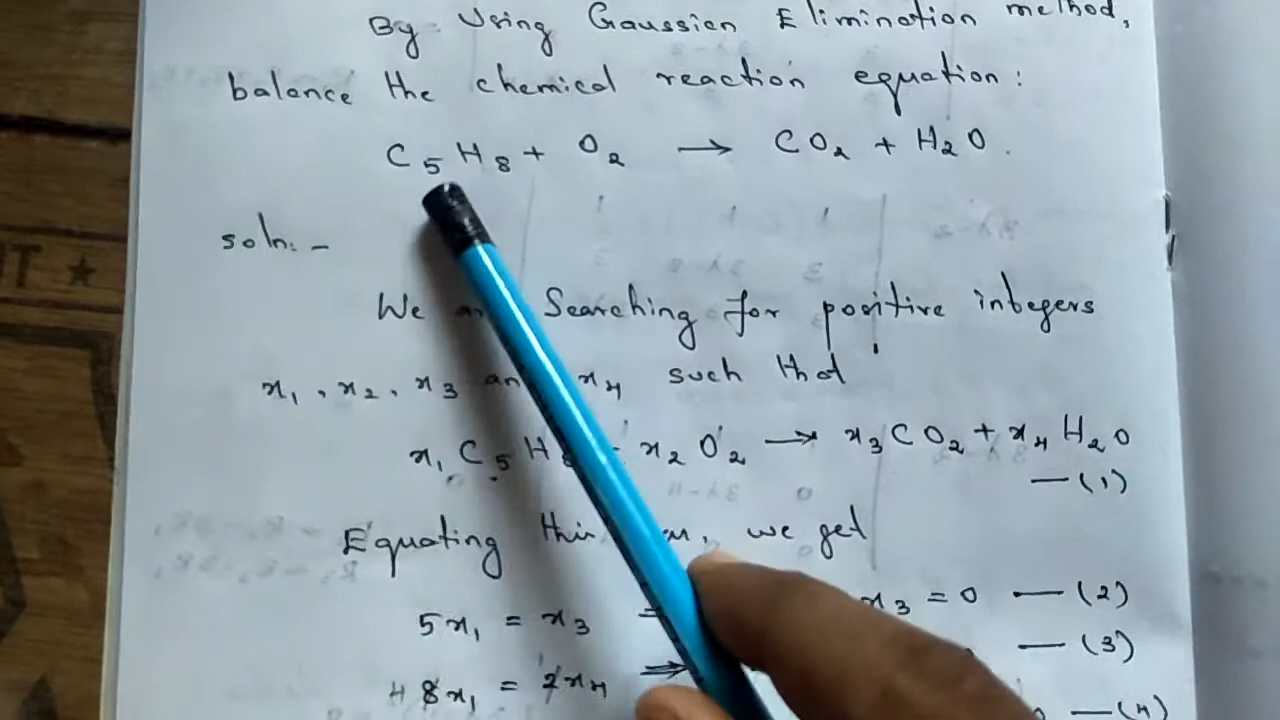 By Using Gaussian Elimination method,
balance the chemical reaction equation:
C₅H₈ + O₂ → CO₂ + H₂O.
soln: -
We Searching for positive integers
x₁, x₂, x₃ an x₄ such that
x₁ C₅ H x₂ O₂ → x₃ CO₂ + x₄ H₂O
—(1)
Equating we get
5x₁ = x₃ x₃ = 0 —(2)
—(3)
4 8x₁ = 2x₄ ⇒
—(4)